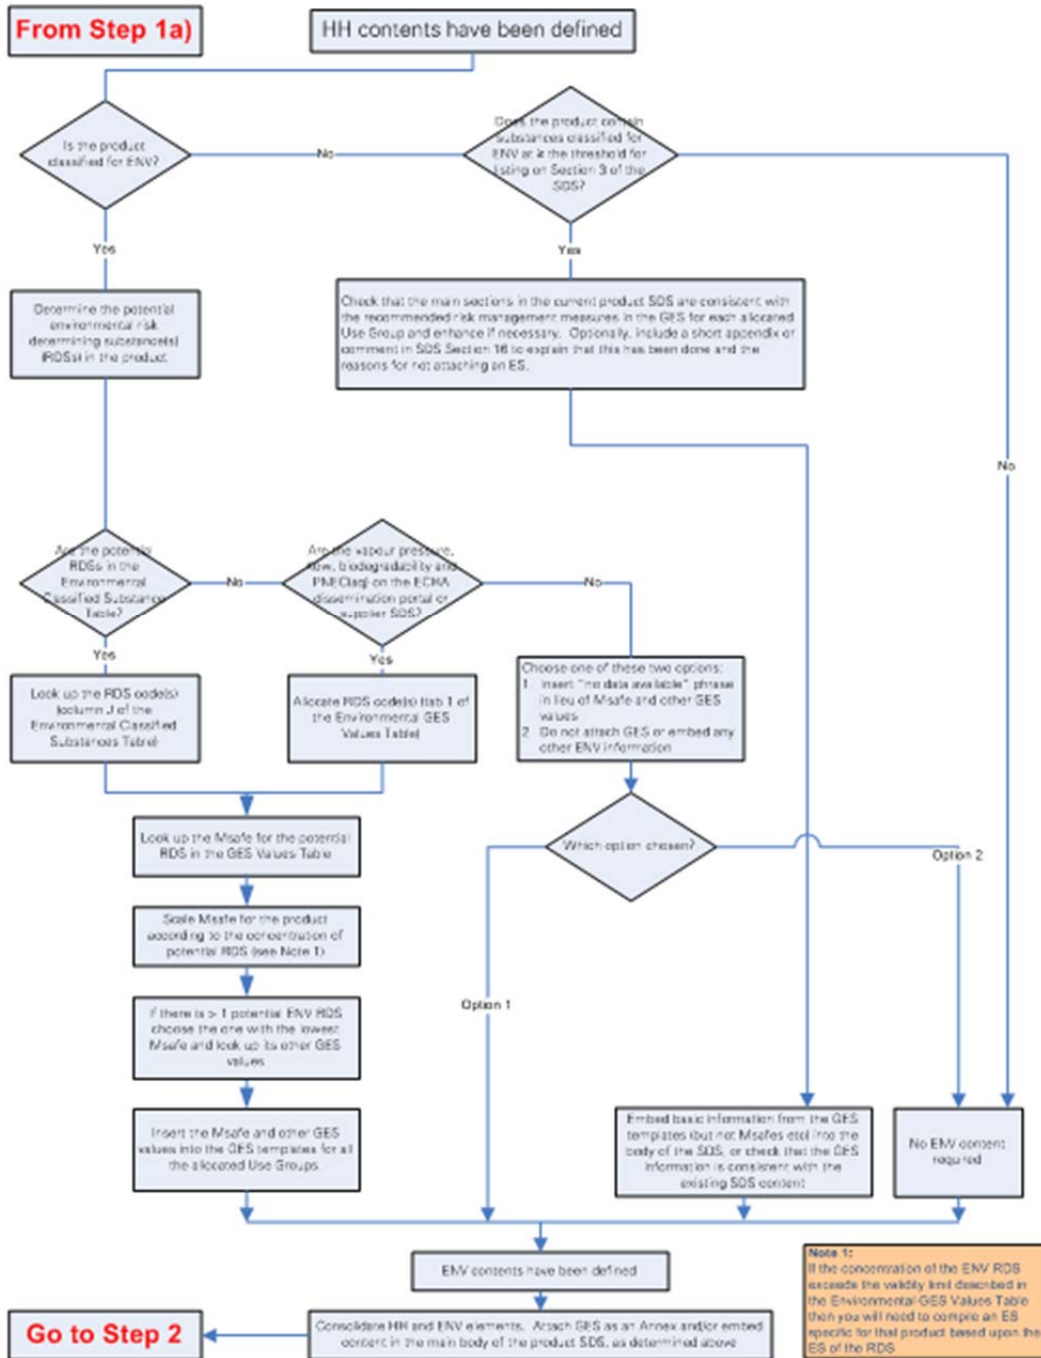 From Step 1a)
HH contents have been defined
Is the product
classified for ENV?
No
Does the product contain
substances classified for
ENV at ≥ the threshold for
listing on Section 3 of the
SDS?
No
Yes
Yes
Determine the potential
environmental risk
determining substance(s)
(RDSs) in the product
Check that the main sections in the current product SDS are consistent with
the recommended risk management measures in the GES for each allocated
Use Group and enhance if necessary. Optionally, include a short appendix or
comment in SDS Section 16 to explain that this has been done and the
reasons for not attaching an ES.
Are the potential
RDSs in the
Environmental
Classified Substance
Table?
No
Are the vapour pressure,
biodegradability and
PNEC(aq) on the ECHA
dissemination portal or
supplier SDS?
No
Yes
Yes
Look up the RDS code(s)
(column J of the
Environmental Classified
Substances Table)
Allocate RDS code(s) (tab 1 of
the Environmental GES
Values Table)
Choose one of these two options:
1. Insert "no data available" phrase
in lieu of Msafe and other GES
values
2. Do not attach GES or embed any
other ENV information
Look up the Msafe for the potential
RDS in the GES Values Table
Which option chosen?
Option 2
Scale Msafe for the product
according to the concentration of
potential RDS (see Note 1)
Option 1
If there is > 1 potential ENV RDS
choose the one with the lowest
Msafe and look up its other GES
values
Insert the Msafe and other GES
values into the GES templates for all
the allocated Use Groups.
Embed basic information from the GES
templates (but not Msafes etc) into the
body of the SDS, or check that the GES
information is consistent with the
existing SDS content
No ENV content
required
ENV contents have been defined
Note 1:
If the concentration of the ENV RDS
exceeds the validity limit described in
the Environmental GES Values Table
then you will need to compile an ES
specific for that product based upon the
ES of the RDS
Go to Step 2
Consolidate HH and ENV elements. Attach GES as an Annex and/or embed
content in the main body of the product SDS, as determined above